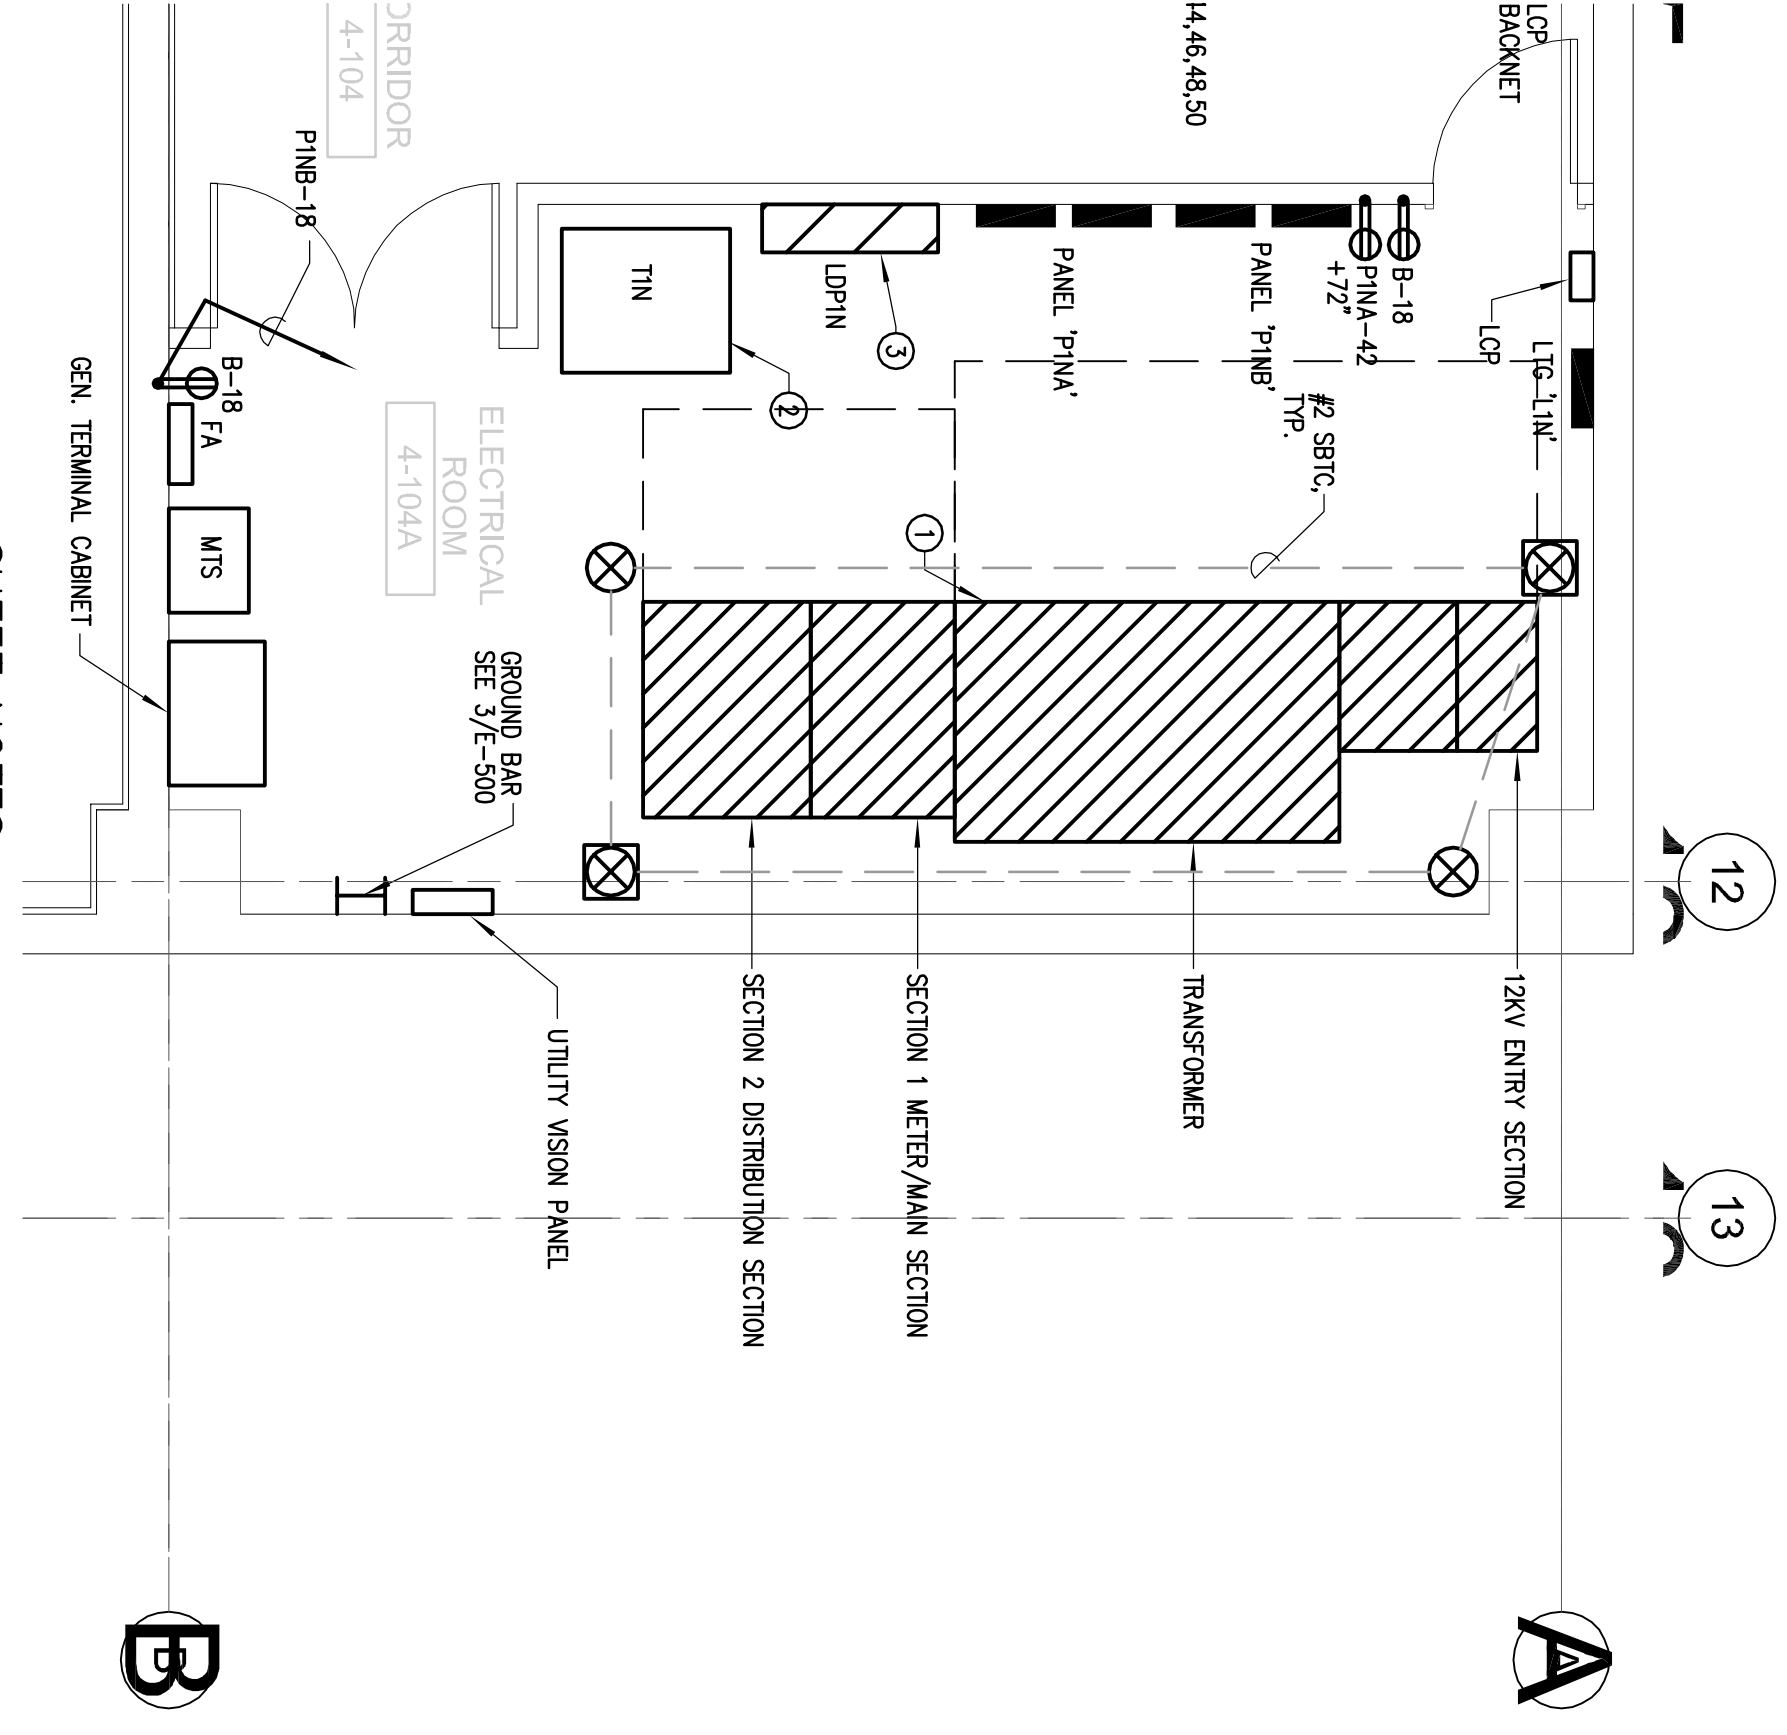 LCP
BACKNET
44,46,48,50
CORRIDOR
4-104
P1NB-18
B-18
P1NA-42
+72"
LCP
LTG 'L1N'
PANEL 'P1NB'
PANEL 'P1NA'
LDP1N
3
T1N
2
#2 SBTC,
TYP.
1
B-18
FA
MTS
GEN. TERMINAL CABINET
ELECTRICAL
ROOM
4-104A
GROUND BAR
SEE 3/E-500
12
13
12KV ENTRY SECTION
TRANSFORMER
SECTION 1 METER/MAIN SECTION
SECTION 2 DISTRIBUTION SECTION
UTILITY VISION PANEL
A
A
B
B